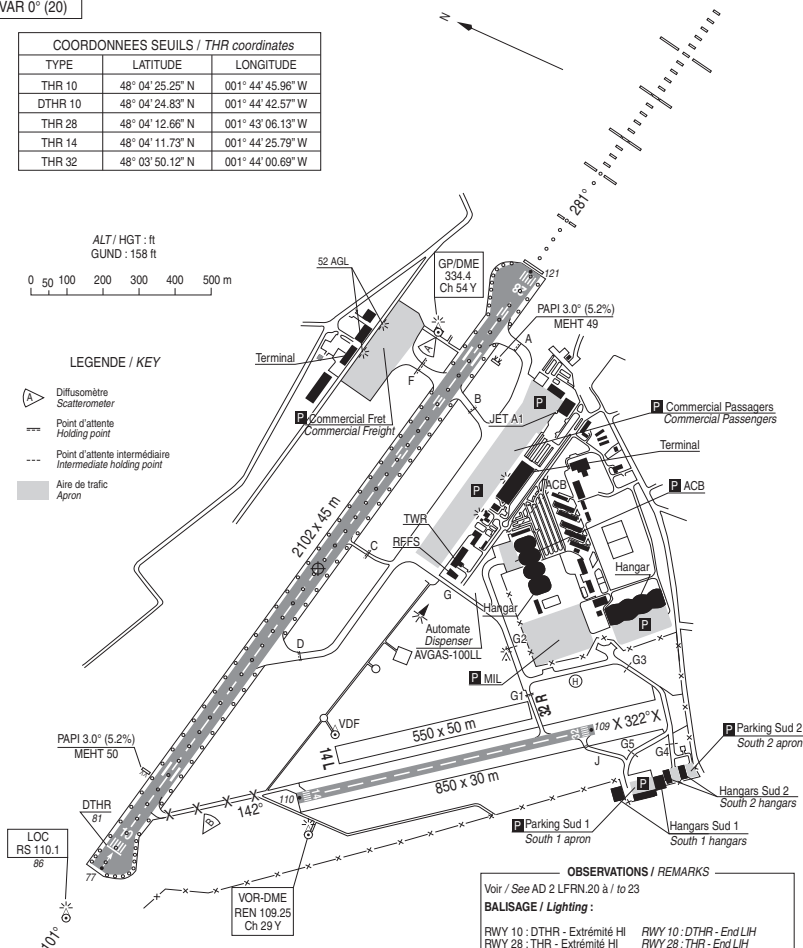 VAR 0° (20)
N
COORDONNEES SEUILS / THR coordinates
TYPE LATITUDE LONGITUDE
THR 10 48° 04' 25.25" N 001° 44' 45.96" W
DTHR 10 48° 04' 24.83" N 001° 44' 42.57" W
THR 28 48° 04' 12.66" N 001° 43' 06.13" W
THR 14 48° 04' 11.73" N 001° 44' 25.79" W
THR 32 48° 03' 50.12" N 001° 44' 00.69" W
281°
ALT / HGT : ft
GUND : 158 ft
0 50 100 200 300 400 500 m
52 AGL
GP/DME
334.4
Ch 54 Y
121
28
PAPI 3.0° (5.2%)
MEHT 49
LEGENDE / KEY
A
Diffusomètre
Scatterometer
Point d'attente
Holding point
Point d'attente intermédiaire
Intermediate holding point
Aire de trafic
Apron
Terminal
A
A
F
B
P Commercial Fret
Commercial Freight
JET A1
P
P Commercial Passagers
Commercial Passengers
Terminal
P
ACB
P ACB
2102 x 45 m
TWR
RFFS
C
G
Hangar
Hangar
P
Automate
Dispenser
AVGAS-100LL
G2
D
P MIL
H
G3
G1
32 R
VDF
550 x 50 m
14 L
109 X 322° X
32
PAPI 3.0° (5.2%)
MEHT 50
850 x 30 m
J
G5
G4
P Parking Sud 2
South 2 apron
P
Hangars Sud 2
South 2 hangars
DTHR
81
110
142°
B
P Parking Sud 1
South 1 apron
Hangars Sud 1
South 1 hangars
LOC
RS 110.1
86
77
101°
VOR-DME
REN 109.25
Ch 29 Y
OBSERVATIONS / REMARKS
Voir / See AD 2 LFRN.20 à / to 23
BALISAGE / Lighting :
RWY 10 : DTHR - Extrémité HI RWY 10 : DTHR - End LIH
RWY 28 : THR - Extrémité HI RWY 28 : THR - End LIH